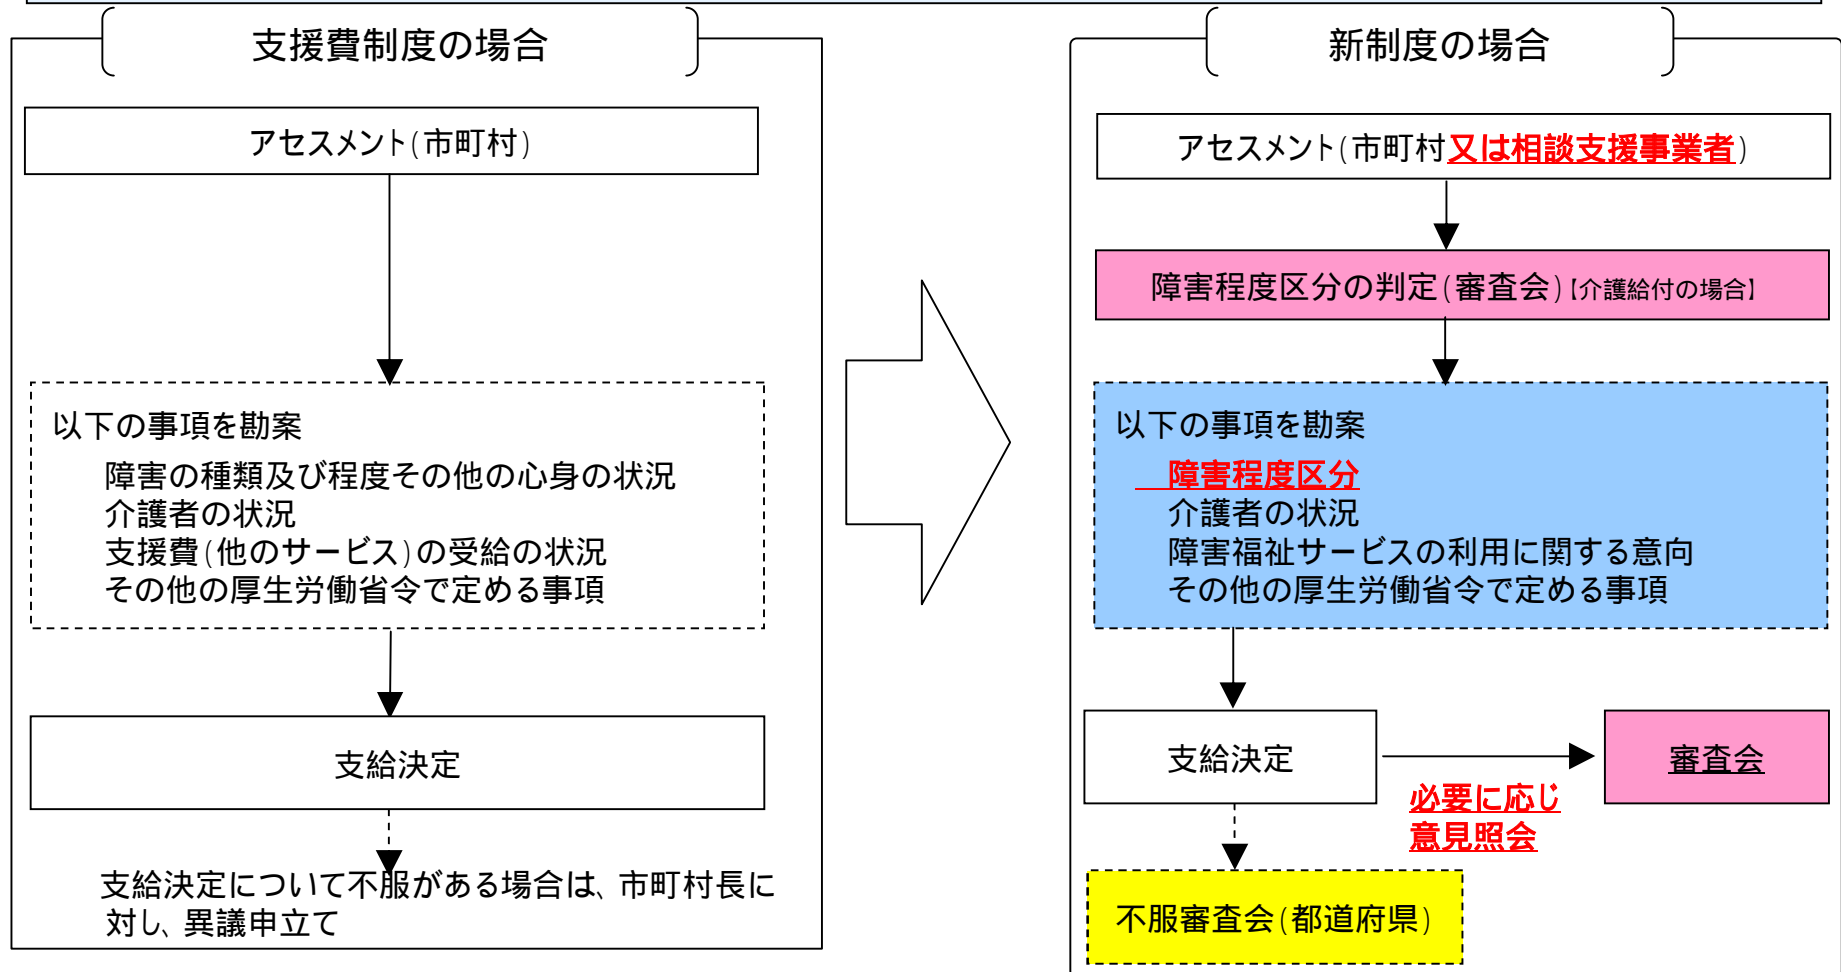 支援費制度の場合
アセスメント(市町村)
以下の事項を勘案
障害の種類及び程度その他の心身の状況
介護者の状況
支援費(他のサービス)の受給の状況
その他の厚生労働省令で定める事項
支給決定
支給決定について不服がある場合は、市町村長に
対し、異議申立て
新制度の場合
アセスメント(市町村又は相談支援事業者)
障害程度区分の判定(審査会)【介護給付の場合】
以下の事項を勘案
障害程度区分
介護者の状況
障害福祉サービスの利用に関する意向
その他の厚生労働省令で定める事項
支給決定
必要に応じ
意見照会
審査会
不服審査会(都道府県)